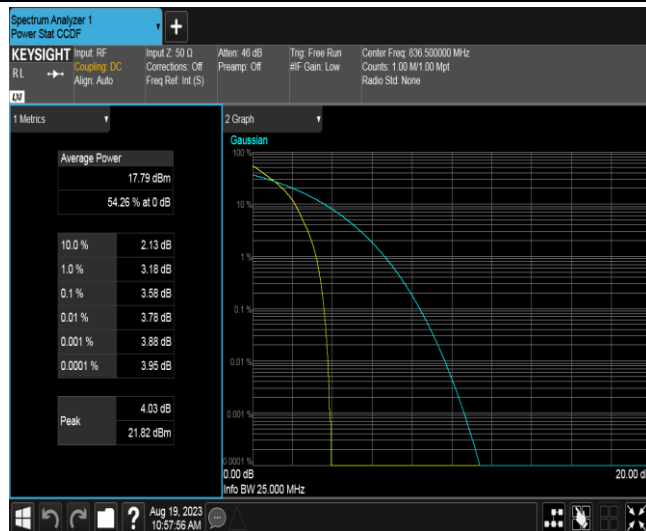 Spectrum Analyzer 1
Power Stat CCDF
+
KEYSIGHT
RL
Input: RF
Coupling: DC
Align: Auto
Input Z: 50 Ω
Corrections: Off
Freq Ref: Int (S)
Atten: 46 dB
Preamp: Off
Trig: Free Run
#IF Gain: Low
Center Freq: 836.500000 MHz
Counts: 1.00 M/1.00 Mpt
Radio Std: None
1 Metrics
Average Power
17.79 dBm
54.26 % at 0 dB
10.0 % 2.13 dB
1.0 % 3.18 dB
0.1 % 3.58 dB
0.01 % 3.78 dB
0.001 % 3.88 dB
0.0001 % 3.95 dB
Peak
4.03 dB
21.82 dBm
2 Graph
Gaussian
100 %
10 %
1 %
0.1 %
0.01 %
0.001 %
0.0001 %
0.00 dB
20.00 d
Info BW 25.000 MHz
?
Aug 19, 2023
10:57:56 AM